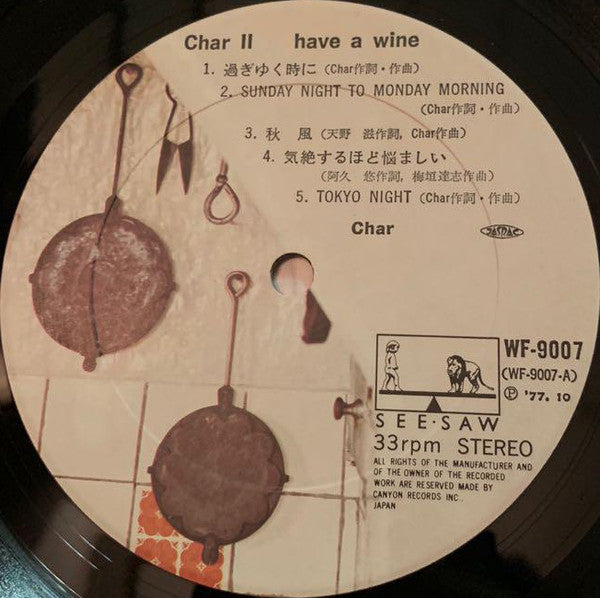 Char II have a wine
1. 過ぎゆく時に (Char作詞・作曲)
2. SUNDAY NIGHT TO MONDAY MORNING
(Char作詞・作曲)
3. 秋 風 (天野 滋作詞, Char作曲)
4. 気絶するほど悩ましい
(阿久 悠作詞, 梅垣達志作曲)
5. TOKYO NIGHT (Char作詞・作曲)
Char
JASRAC
WF-9007
(WF-9007-A)
Ⓟ '77. 10
SEE・SAW
33rpm STEREO
ALL RIGHTS OF THE MANUFACTURER AND
OF THE OWNER OF THE RECORDED
WORK ARE RESERVED MADE BY
CANYON RECORDS INC.
JAPAN